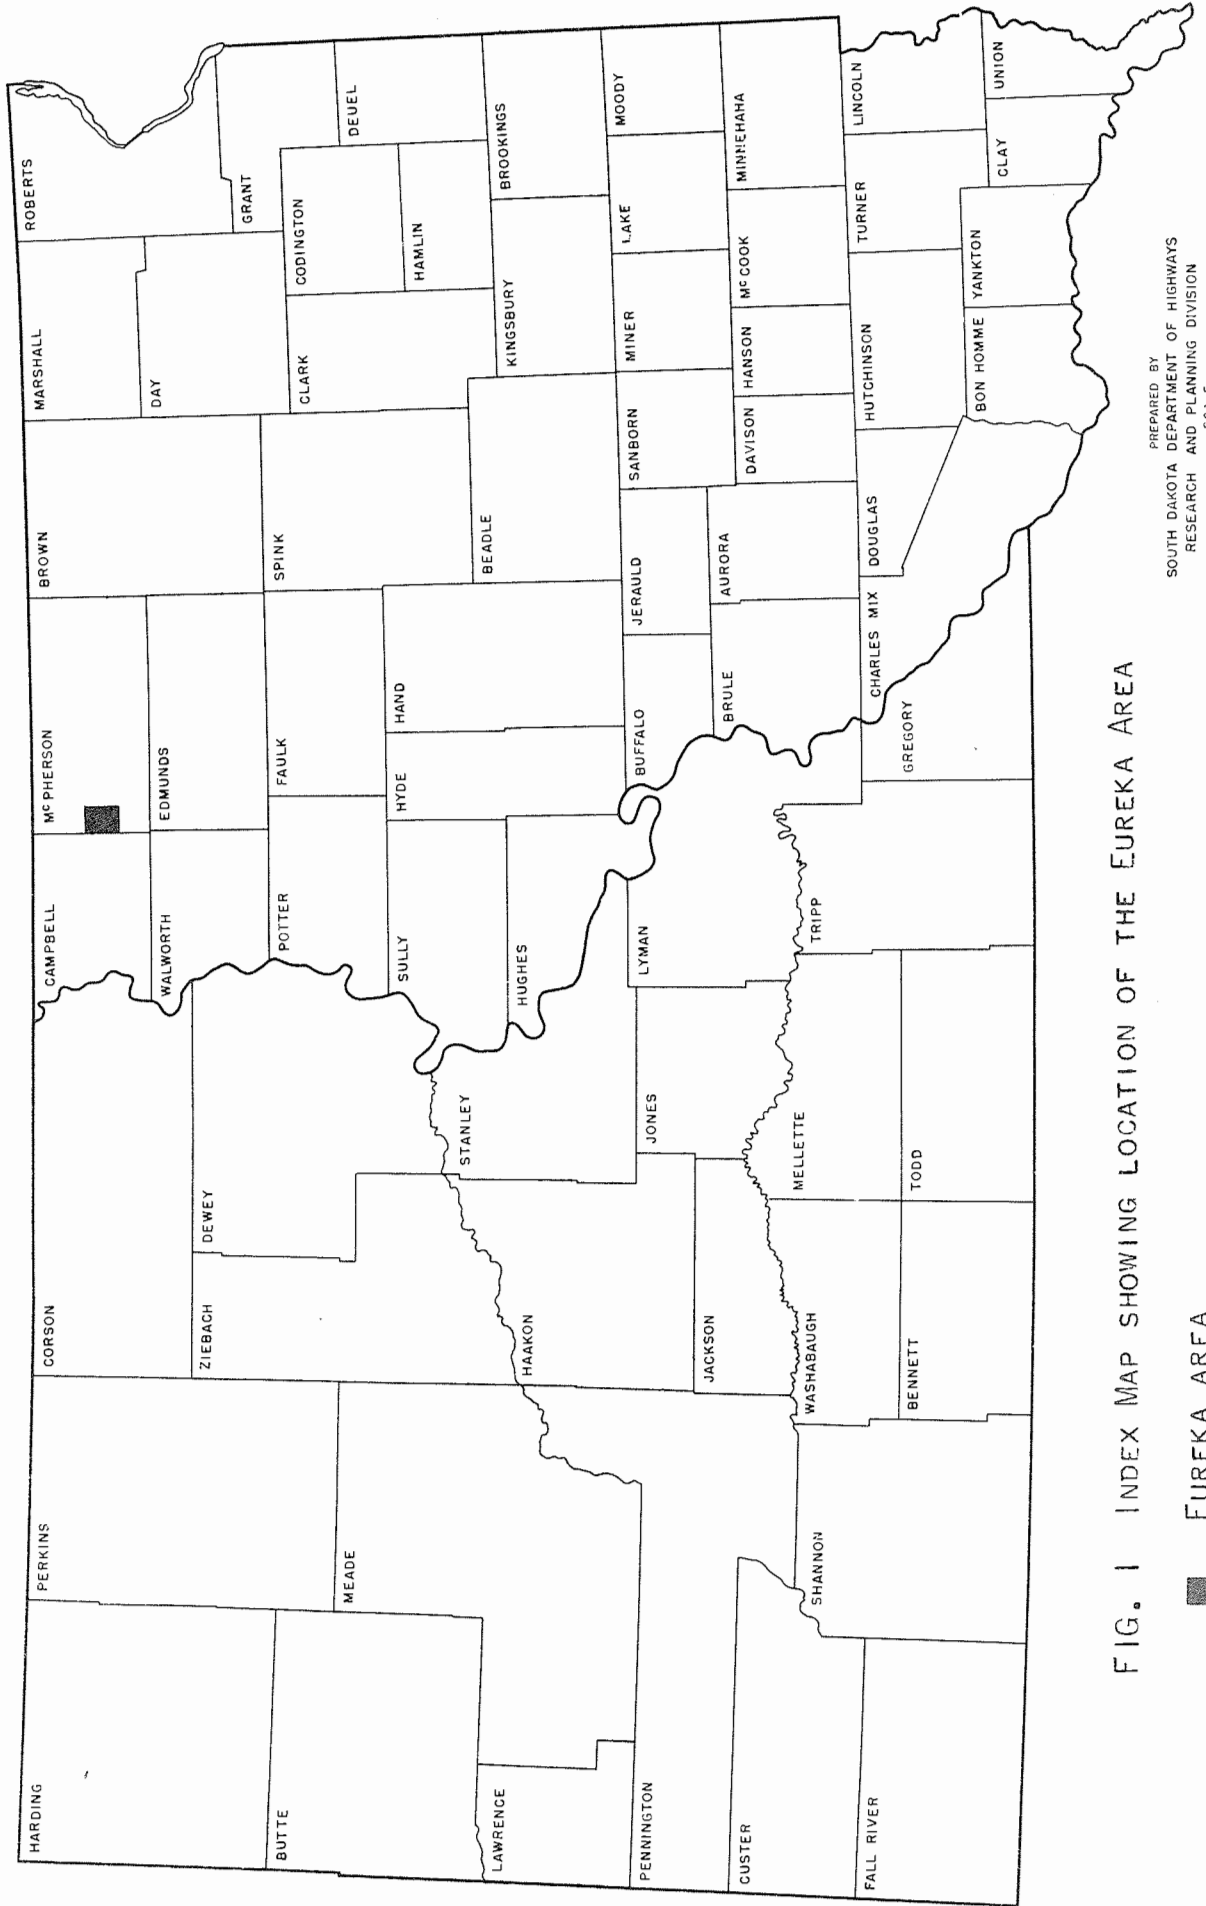 HARDING
PERKINS
CORSON
CAMPBELL
McPHERSON
BROWN
MARSHALL
ROBERTS
WALWORTH
EDMUNDS
DAY
GRANT
BUTTE
MEADE
ZIEBACH
DEWEY
POTTER
FAULK
SPINK
CLARK
CODINGTON
DEUEL
HAMLIN
SULLY
HYDE
HAND
BEADLE
KINGSBURY
BROOKINGS
LAWRENCE
HAAKON
STANLEY
HUGHES
PENNINGTON
JACKSON
JONES
LYMAN
BUFFALO
JERAULD
SANBORN
MINER
LAKE
MOODY
BRULE
AURORA
DAVISON
HANSON
McCOOK
MINNEHAHA
CUSTER
SHANNON
WASHABAUGH
MELLETTE
TRIPP
FALL RIVER
BENNETT
TODD
GREGORY
CHARLES MIX
DOUGLAS
HUTCHINSON
TURNER
LINCOLN
BON HOMME
YANKTON
CLAY
UNION
PREPARED BY
SOUTH DAKOTA DEPARTMENT OF HIGHWAYS
RESEARCH AND PLANNING DIVISION
FIG. 1 INDEX MAP SHOWING LOCATION OF THE EUREKA AREA
EUREKA AREA